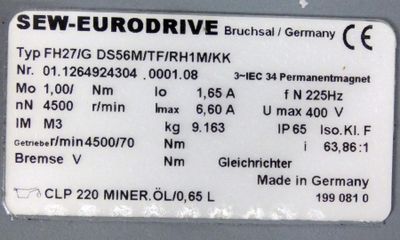 SEW-EURODRIVE Bruchsal / Germany CE
Typ FH27/G DS56M/TF/RH1M/KK
Nr. 01.1264924304 .0001.08 3~IEC 34 Permanentmagnet
Mo 1,00/ Nm Io 1,65 A f N 225Hz
nN 4500 r/min Imax 6,60 A U max 400 V
IM M3 kg 9.163 IP 65 Iso.Kl. F
Getriebe r/min 4500/70 Nm i 63,86:1
Bremse V Nm Gleichrichter
Made in Germany
CLP 220 MINER.ÖL/0,65 L 199 081 0